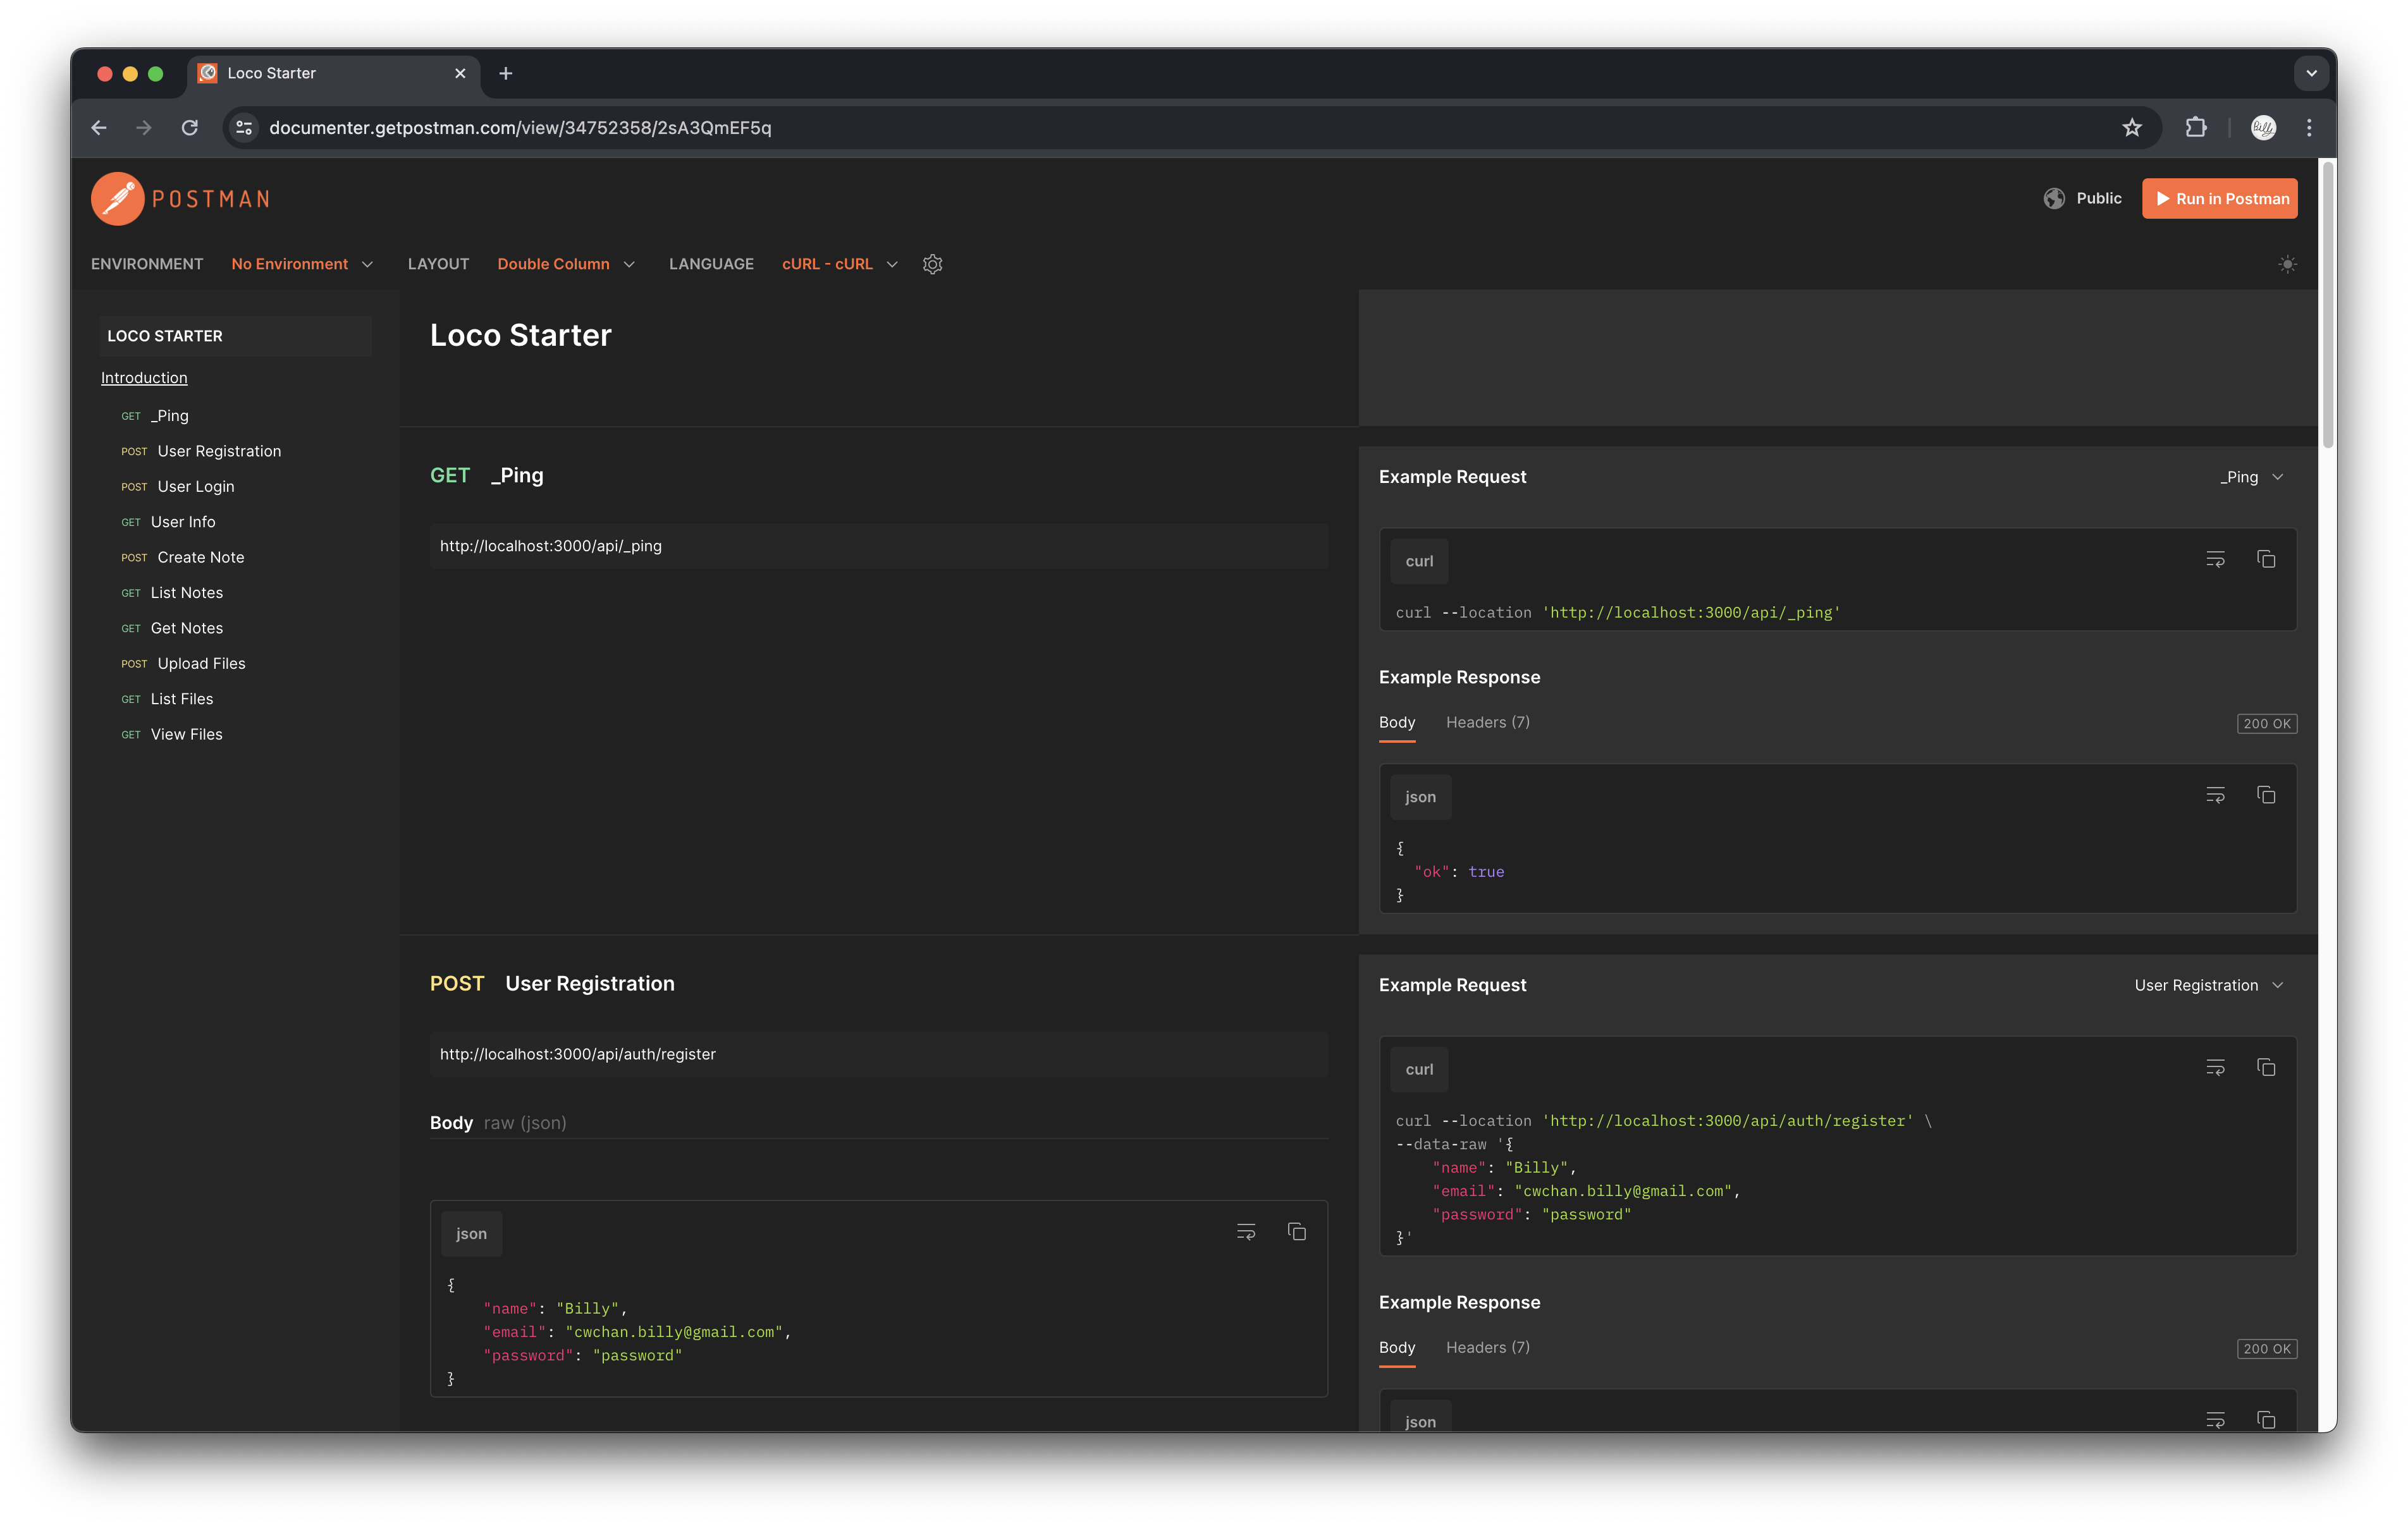 Loco Starter
documenter.getpostman.com/view/34752358/2sA3QmEF5q
Billy
POSTMAN
Public
Run in Postman
ENVIRONMENT No Environment LAYOUT Double Column LANGUAGE cURL - cURL
LOCO STARTER
Introduction
GET _Ping
POST User Registration
POST User Login
GET User Info
POST Create Note
GET List Notes
GET Get Notes
POST Upload Files
GET List Files
GET View Files
Loco Starter
GET _Ping
http://localhost:3000/api/_ping
Example Request
_Ping
curl
curl --location 'http://localhost:3000/api/_ping'
Example Response
Body Headers (7)
200 OK
json
{
"ok": true
}
POST User Registration
http://localhost:3000/api/auth/register
Body raw (json)
json
{
"name": "Billy",
"email": "cwchan.billy@gmail.com",
"password": "password"
}
Example Request
User Registration
curl
curl --location 'http://localhost:3000/api/auth/register' \
--data-raw '{
"name": "Billy",
"email": "cwchan.billy@gmail.com",
"password": "password"
}'
Example Response
Body Headers (7)
200 OK
json